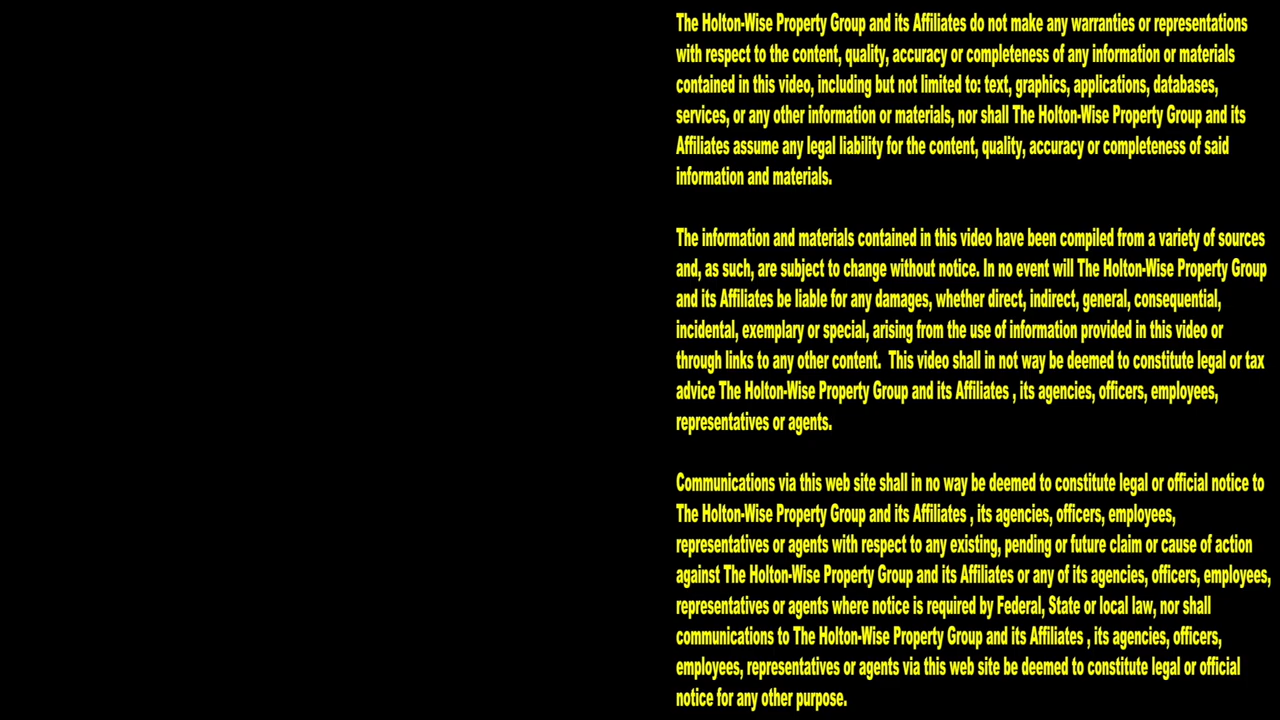 The Holton-Wise Property Group and its Affiliates do not make any warranties or representations
with respect to the content, quality, accuracy or completeness of any information or materials
contained in this video, including but not limited to: text, graphics, applications, databases,
services, or any other information or materials, nor shall The Holton-Wise Property Group and its
Affiliates assume any legal liability for the content, quality, accuracy or completeness of said
information and materials.
The information and materials contained in this video have been compiled from a variety of sources
and, as such, are subject to change without notice. In no event will The Holton-Wise Property Group
and its Affiliates be liable for any damages, whether direct, indirect, general, consequential,
incidental, exemplary or special, arising from the use of information provided in this video or
through links to any other content.  This video shall in not way be deemed to constitute legal or tax
advice The Holton-Wise Property Group and its Affiliates , its agencies, officers, employees,
representatives or agents.
Communications via this web site shall in no way be deemed to constitute legal or official notice to
The Holton-Wise Property Group and its Affiliates , its agencies, officers, employees,
representatives or agents with respect to any existing, pending or future claim or cause of action
against The Holton-Wise Property Group and its Affiliates or any of its agencies, officers, employees,
representatives or agents where notice is required by Federal, State or local law, nor shall
communications to The Holton-Wise Property Group and its Affiliates , its agencies, officers,
employees, representatives or agents via this web site be deemed to constitute legal or official
notice for any other purpose.